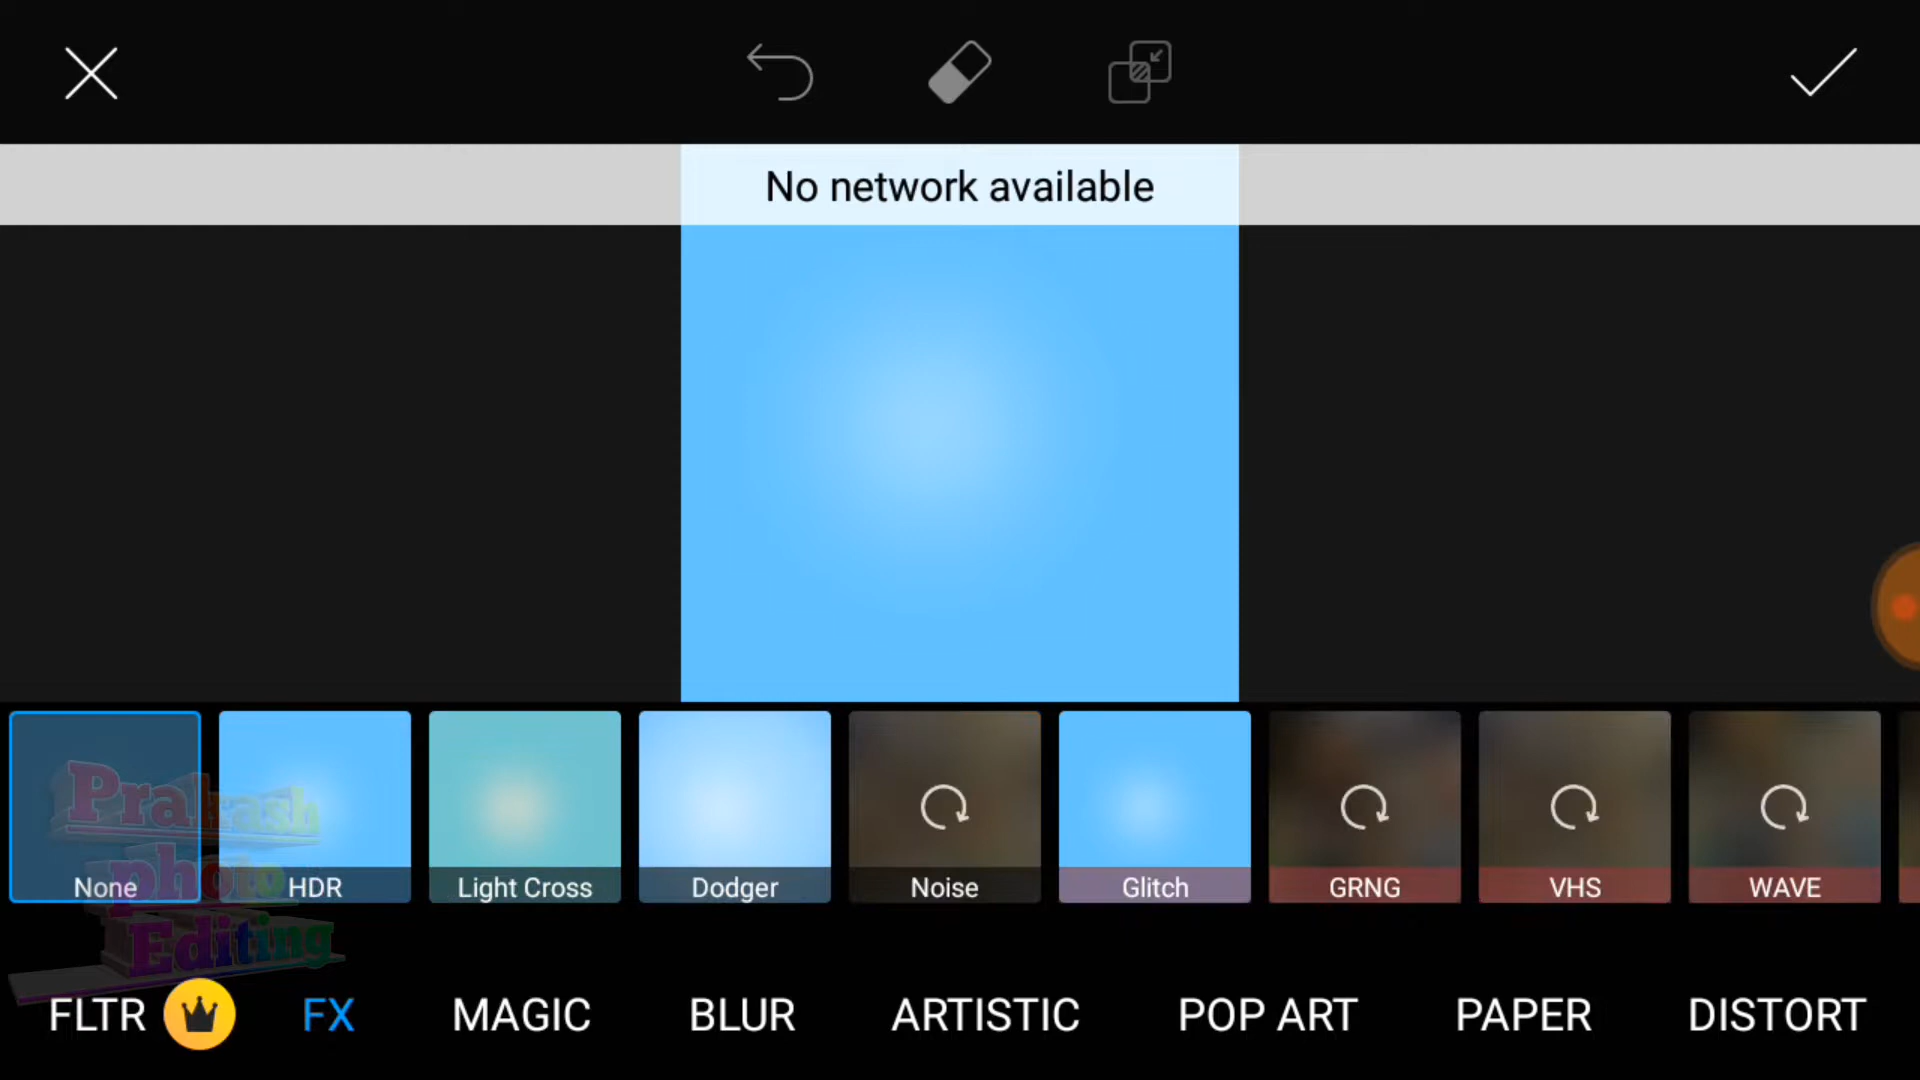 No network available
None
HDR
Light Cross
Dodger
Noise
Glitch
GRNG
VHS
WAVE
Prakash
photo
Editing
FLTR
FX
MAGIC
BLUR
ARTISTIC
POP ART
PAPER
DISTORT